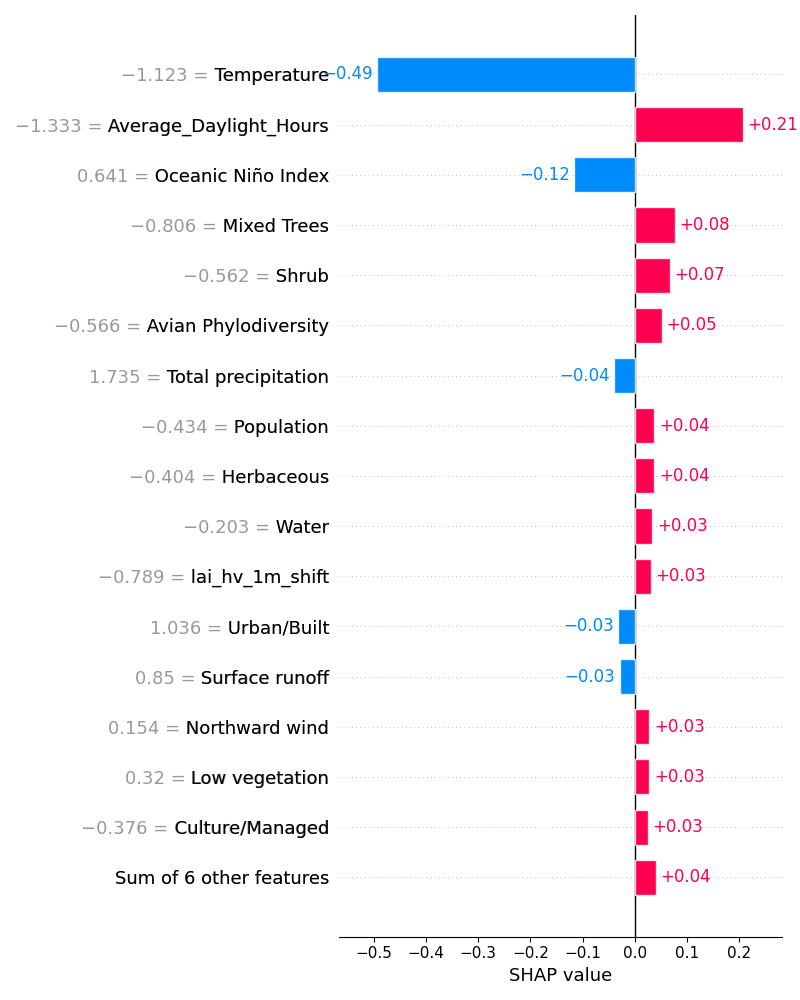 −1.123 = Temperature −0.49
−1.333 = Average_Daylight_Hours +0.21
0.641 = Oceanic Niño Index −0.12
−0.806 = Mixed Trees +0.08
−0.562 = Shrub +0.07
−0.566 = Avian Phylodiversity +0.05
1.735 = Total precipitation −0.04
−0.434 = Population +0.04
−0.404 = Herbaceous +0.04
−0.203 = Water +0.03
−0.789 = lai_hv_1m_shift +0.03
1.036 = Urban/Built −0.03
0.85 = Surface runoff −0.03
0.154 = Northward wind +0.03
0.32 = Low vegetation +0.03
−0.376 = Culture/Managed +0.03
Sum of 6 other features +0.04
−0.5 −0.4 −0.3 −0.2 −0.1 0.0 0.1 0.2
SHAP value